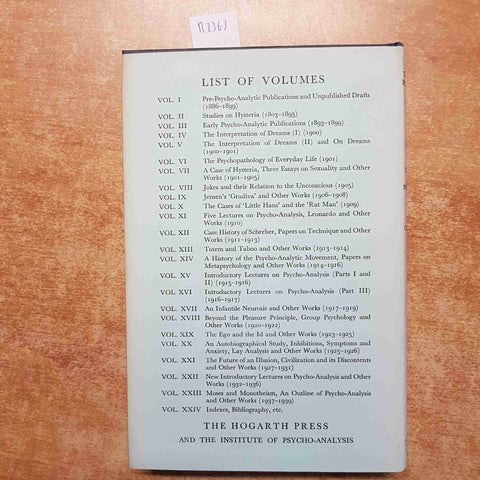 n2363
LIST OF VOLUMES
VOL. I Pre-Psycho-Analytic Publications and Unpublished Drafts
(1886-1899)
VOL. II Studies on Hysteria (1893-1895)
VOL. III Early Psycho-Analytic Publications (1893-1899)
VOL. IV The Interpretation of Dreams (I) (1900)
VOL. V The Interpretation of Dreams (II) and On Dreams
(1900-1901)
VOL. VI The Psychopathology of Everyday Life (1901)
VOL. VII A Case of Hysteria, Three Essays on Sexuality and Other
Works (1901-1905)
VOL. VIII Jokes and their Relation to the Unconscious (1905)
VOL. IX Jensen's 'Gradiva' and Other Works (1906-1908)
VOL. X The Cases of 'Little Hans' and the 'Rat Man' (1909)
VOL. XI Five Lectures on Psycho-Analysis, Leonardo and Other
Works (1910)
VOL. XII Case History of Schreber, Papers on Technique and Other
Works (1911-1913)
VOL. XIII Totem and Taboo and Other Works (1913-1914)
VOL. XIV A History of the Psycho-Analytic Movement, Papers on
Metapsychology and Other Works (1914-1916)
VOL. XV Introductory Lectures on Psycho-Analysis (Parts I and
II) (1915-1916)
VOL. XVI Introductory Lectures on Psycho-Analysis (Part III)
(1916-1917)
VOL. XVII An Infantile Neurosis and Other Works (1917-1919)
VOL. XVIII Beyond the Pleasure Principle, Group Psychology and
Other Works (1920-1922)
VOL. XIX The Ego and the Id and Other Works (1923-1925)
VOL. XX An Autobiographical Study, Inhibitions, Symptoms and
Anxiety, Lay Analysis and Other Works (1925-1926)
VOL. XXI The Future of an Illusion, Civilization and its Discontents
and Other Works (1927-1931)
VOL. XXII New Introductory Lectures on Psycho-Analysis and Other
Works (1932-1936)
VOL. XXIII Moses and Monotheism, An Outline of Psycho-Analysis
and Other Works (1937-1939)
VOL. XXIV Indexes, Bibliography, etc.
THE HOGARTH PRESS
AND THE INSTITUTE OF PSYCHO-ANALYSIS